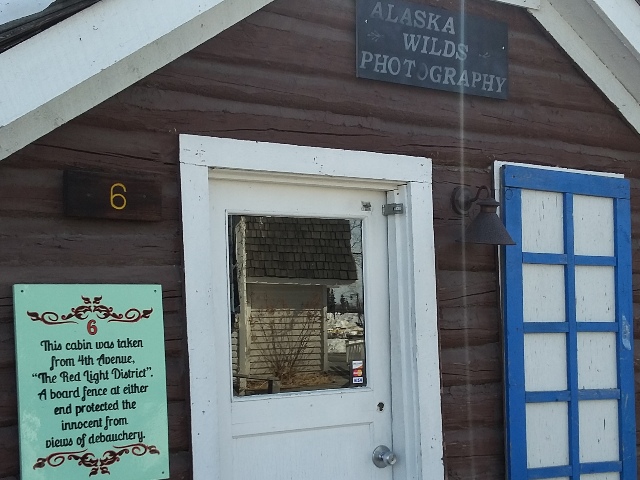 ALASKA
WILDS
PHOTOGRAPHY
6
6
This cabin was taken
from 4th Avenue,
"The Red Light District".
A board fence at either
end protected the
innocent from
views of debauchery.